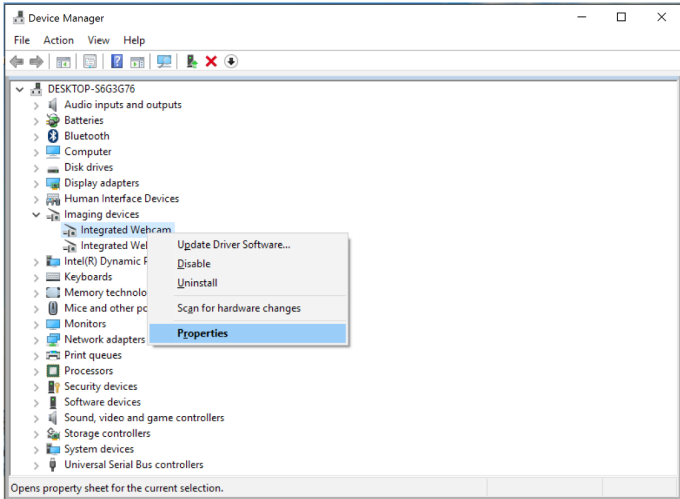 Device Manager
File Action View Help
DESKTOP-S6G3G76
Audio inputs and outputs
Batteries
Bluetooth
Computer
Disk drives
Display adapters
Human Interface Devices
Imaging devices
Integrated Webcam
Integrated Wel
Update Driver Software...
Disable
Uninstall
Scan for hardware changes
Properties
Intel(R) Dynamic P
Keyboards
Memory technolo
Mice and other po
Monitors
Network adapters
Print queues
Processors
Security devices
Software devices
Sound, video and game controllers
Storage controllers
System devices
Universal Serial Bus controllers
Opens property sheet for the current selection.